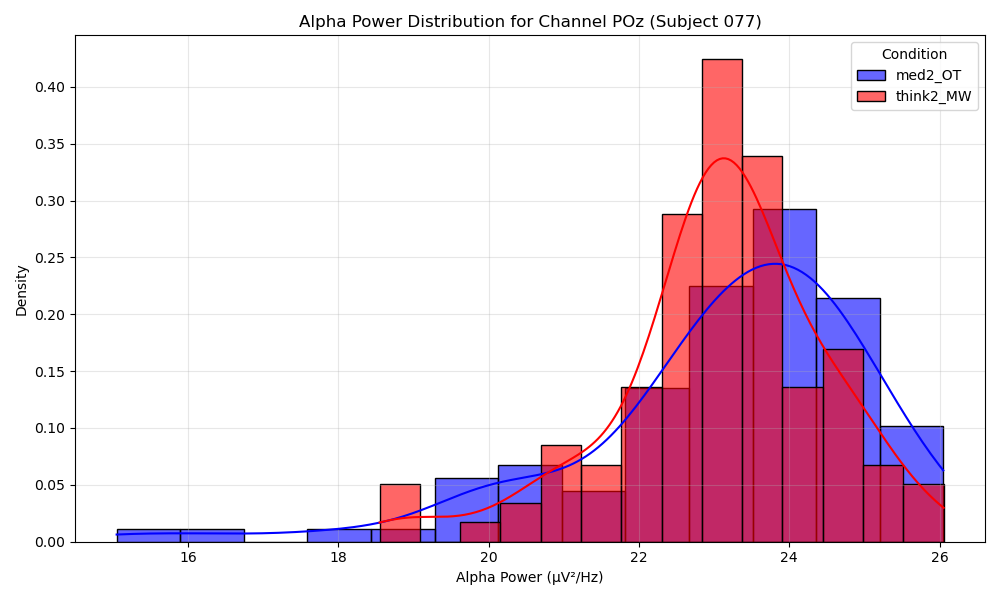 Alpha Power Distribution for Channel POz (Subject 077)
Condition
med2_OT
think2_MW
Density
0.40
0.35
0.30
0.25
0.20
0.15
0.10
0.05
0.00
16 18 20 22 24 26
Alpha Power (µV²/Hz)